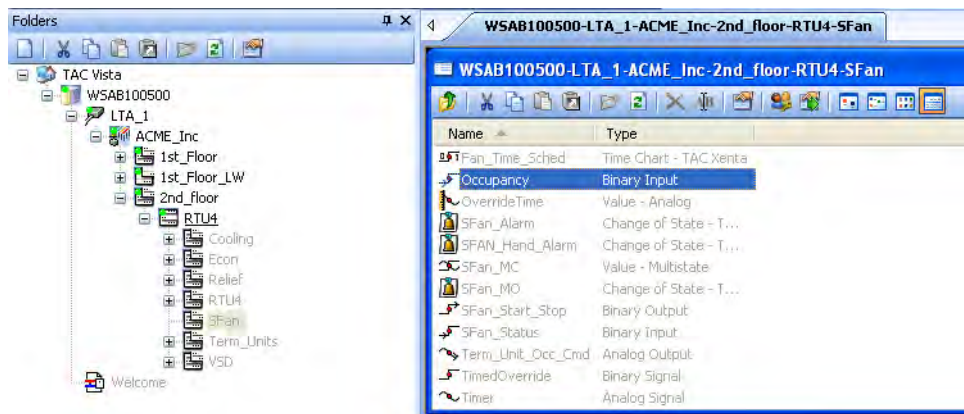 Folders
WSAB100500-LTA_1-ACME_Inc-2nd_floor-RTU4-SFan
TAC Vista
WSAB100500
LTA_1
ACME_Inc
1st_Floor
1st_Floor_LW
2nd_floor
RTU4
Cooling
Econ
Relief
RTU4
SFan
Term_Units
VSD
Welcome
WSAB100500-LTA_1-ACME_Inc-2nd_floor-RTU4-SFan
Name Type
Fan_Time_Sched Time Chart - TAC Xenta
Occupancy Binary Input
OverrideTime Value - Analog
SFan_Alarm Change of State - T...
SFAN_Hand_Alarm Change of State - T...
SFan_MC Value - Multistate
SFan_MO Change of State - T...
SFan_Start_Stop Binary Output
SFan_Status Binary Input
Term_Unit_Occ_Cmd Analog Output
TimedOverride Binary Signal
Timer Analog Signal